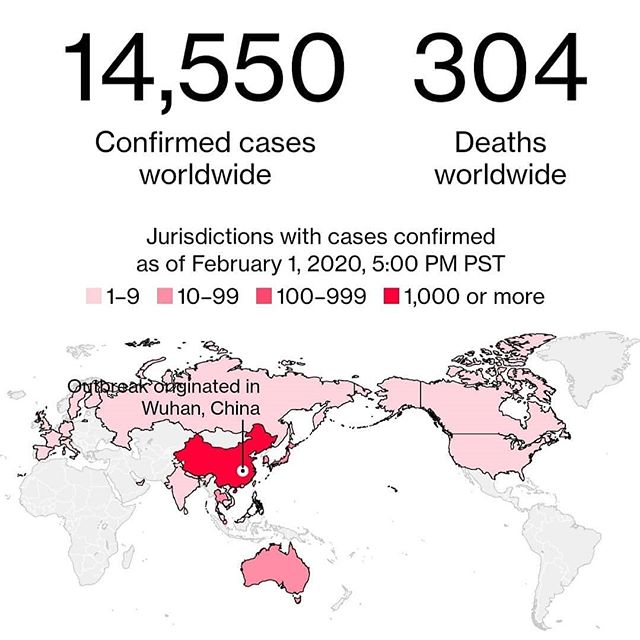 14,550 304
Confirmed cases Deaths
worldwide worldwide
Jurisdictions with cases confirmed
as of February 1, 2020, 5:00 PM PST
1–9 10–99 100–999 1,000 or more
Outbreak originated in
Wuhan, China